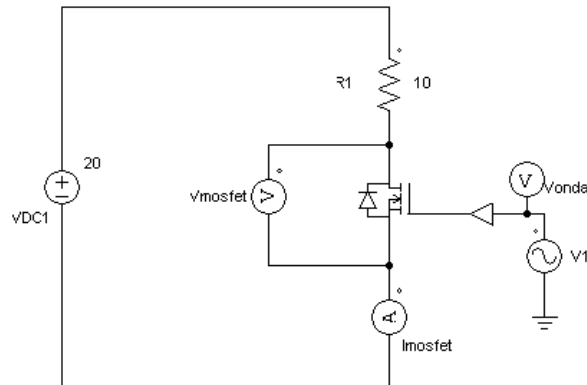 R1 10
20
VDC1
Vmosfet
V
V
Vonda
V1
A
Imosfet